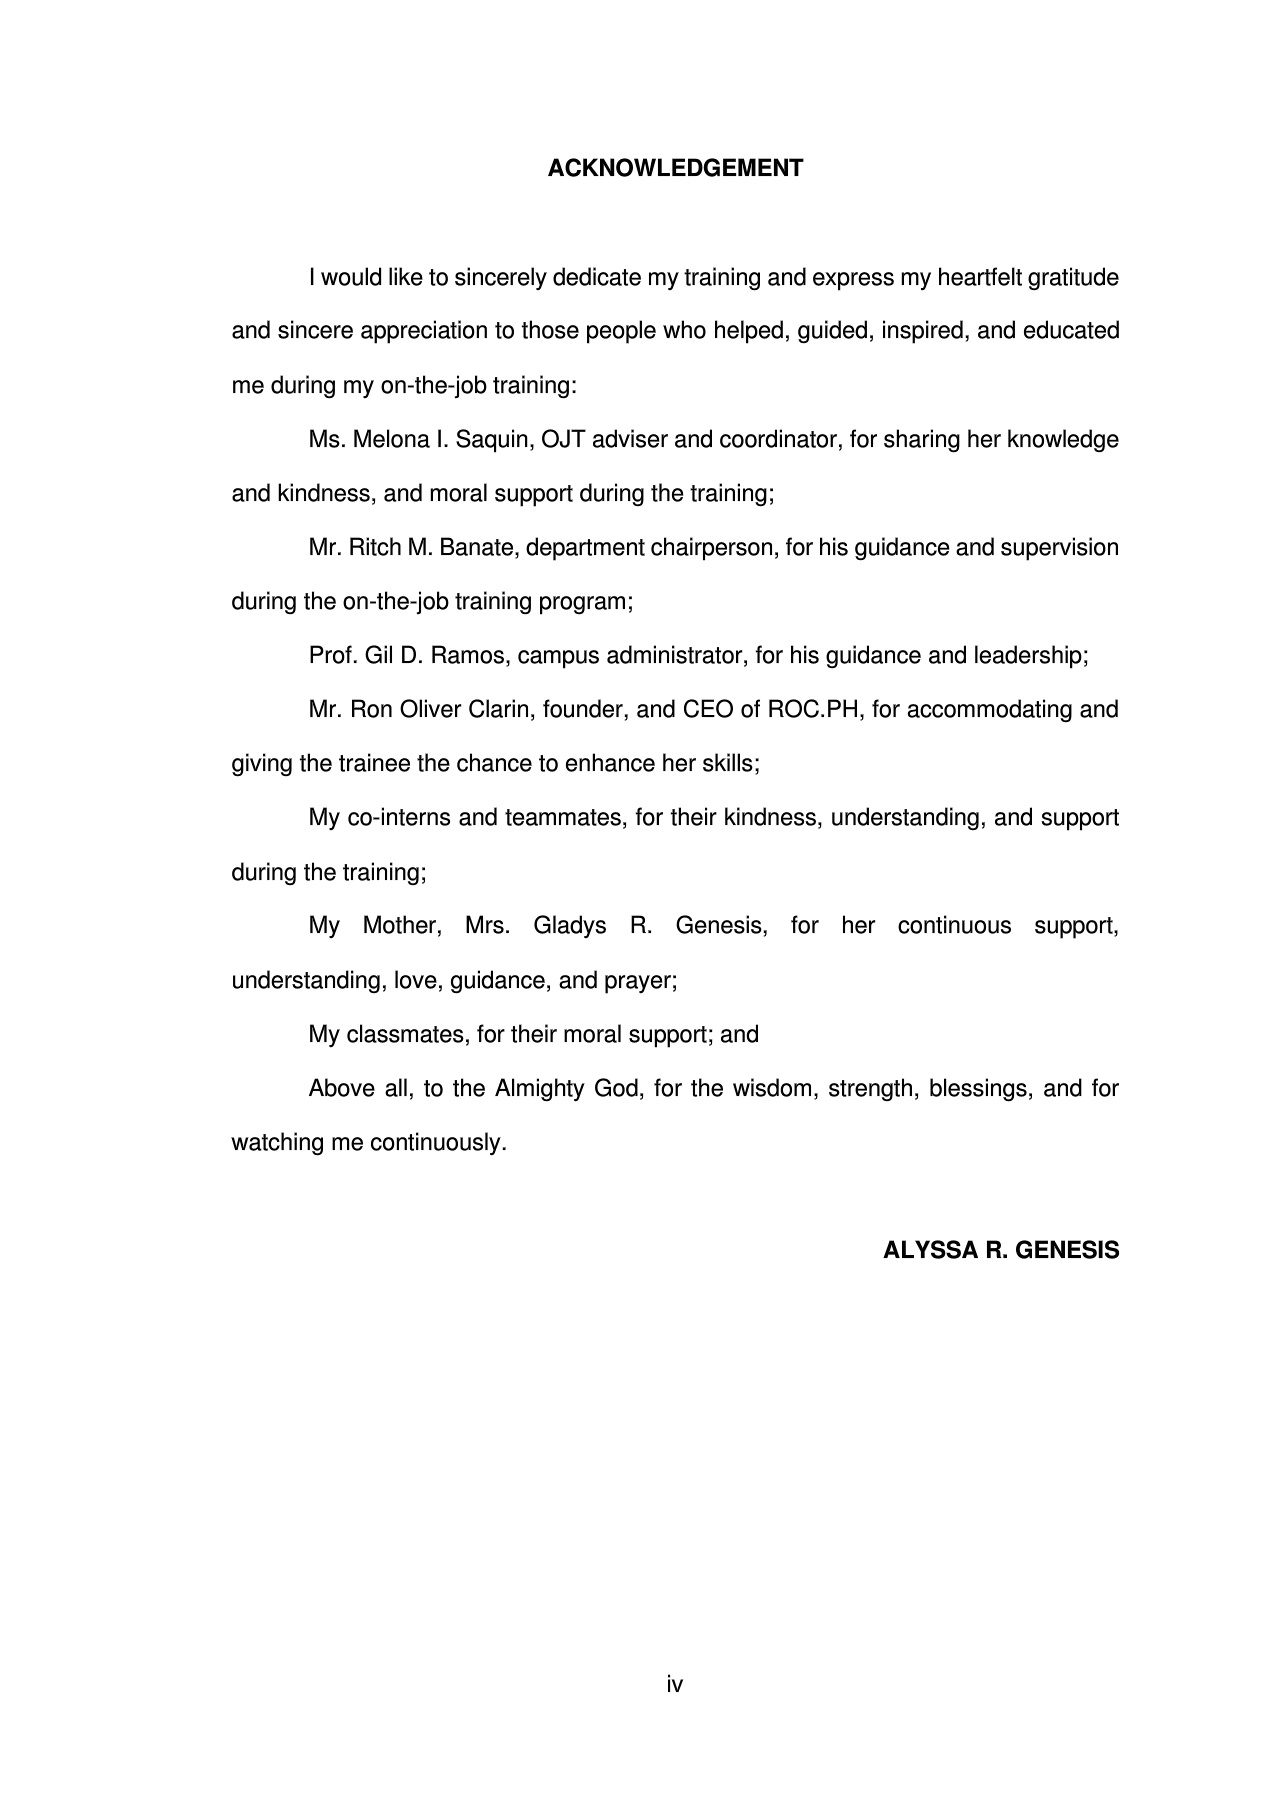 ACKNOWLEDGEMENT
I would like to sincerely dedicate my training and express my heartfelt gratitude
and sincere appreciation to those people who helped, guided, inspired, and educated
me during my on-the-job training:
Ms. Melona I. Saquin, OJT adviser and coordinator, for sharing her knowledge
and kindness, and moral support during the training;
Mr. Ritch M. Banate, department chairperson, for his guidance and supervision
during the on-the-job training program;
Prof. Gil D. Ramos, campus administrator, for his guidance and leadership;
Mr. Ron Oliver Clarin, founder, and CEO of ROC.PH, for accommodating and
giving the trainee the chance to enhance her skills;
My co-interns and teammates, for their kindness, understanding, and support
during the training;
My Mother, Mrs. Gladys R. Genesis, for her continuous support,
understanding, love, guidance, and prayer;
My classmates, for their moral support; and
Above all, to the Almighty God, for the wisdom, strength, blessings, and for
watching me continuously.
ALYSSA R. GENESIS
iv